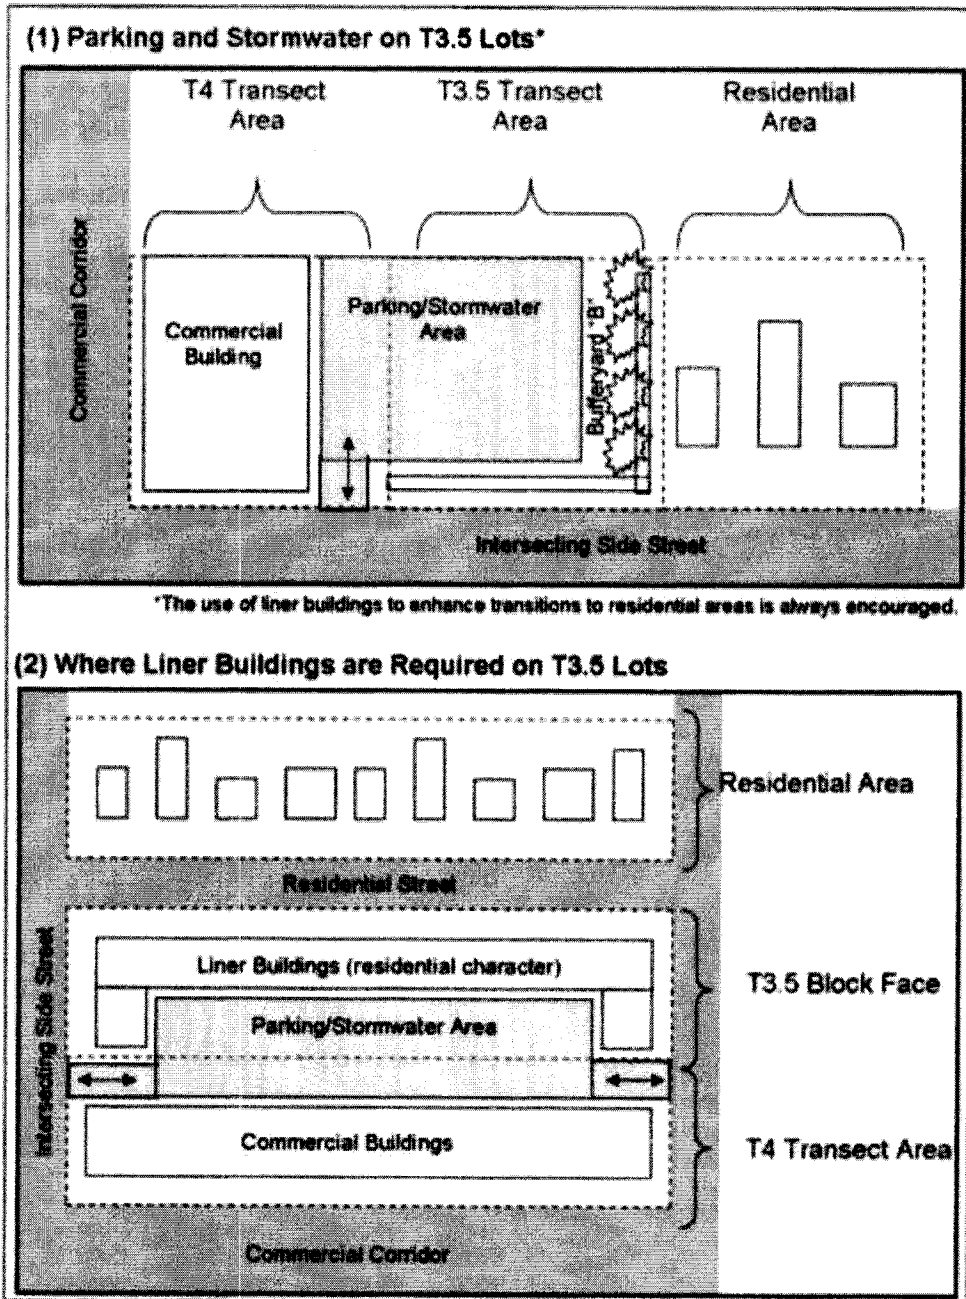 (1) Parking and Stormwater on T3.5 Lots*
T4 Transect
Area
T3.5 Transect
Area
Residential
Area
Commercial Corridor
Commercial
Building
Parking/Stormwater
Area
Bufferyard "B"
Intersecting Side Street
*The use of liner buildings to enhance transitions to residential areas is always encouraged.
(2) Where Liner Buildings are Required on T3.5 Lots
Residential Area
Residential Street
Intersecting Side Street
Liner Buildings (residential character)
T3.5 Block Face
Parking/Stormwater Area
Commercial Buildings
T4 Transect Area
Commercial Corridor